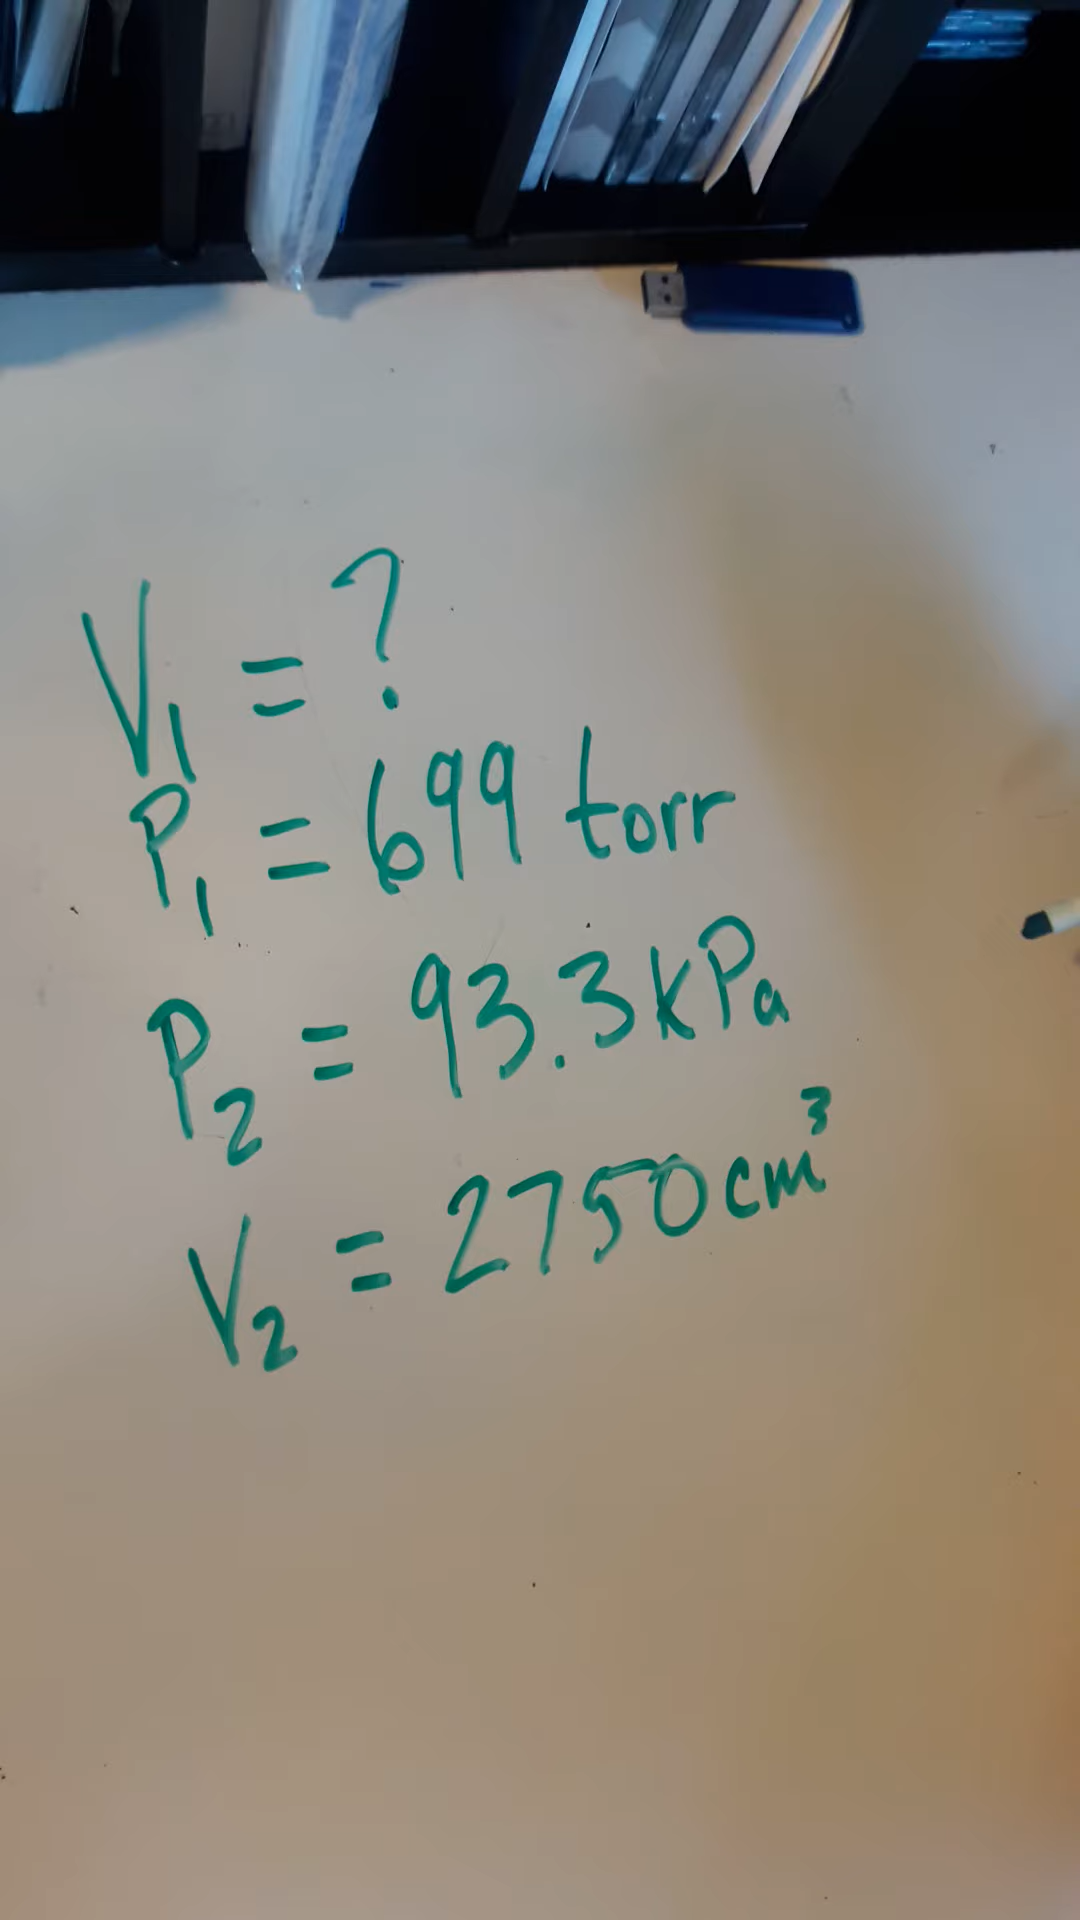 V₁ = ?
P₁ = 699 torr
P₂ = 93.3 kPa
V₂ = 2750 cm³